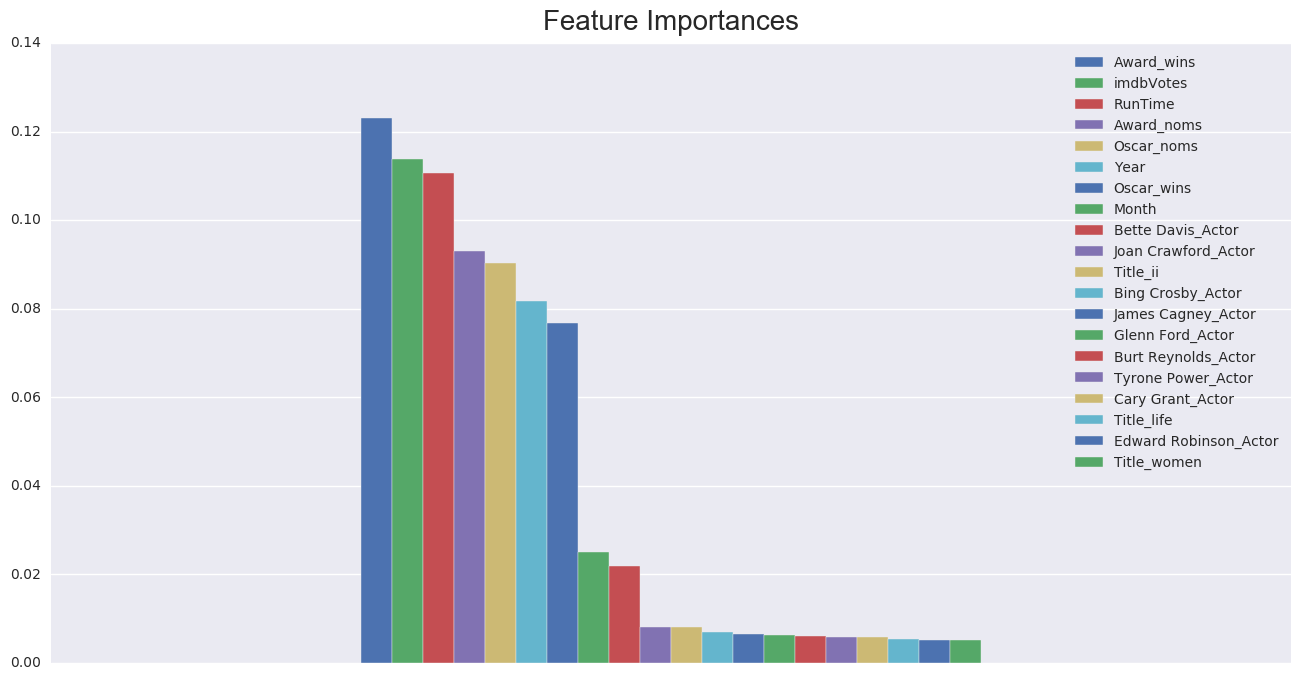 Feature Importances
0.14
0.12
0.10
0.08
0.06
0.04
0.02
0.00
Award_wins
imdbVotes
RunTime
Award_noms
Oscar_noms
Year
Oscar_wins
Month
Bette Davis_Actor
Joan Crawford_Actor
Title_ii
Bing Crosby_Actor
James Cagney_Actor
Glenn Ford_Actor
Burt Reynolds_Actor
Tyrone Power_Actor
Cary Grant_Actor
Title_life
Edward Robinson_Actor
Title_women